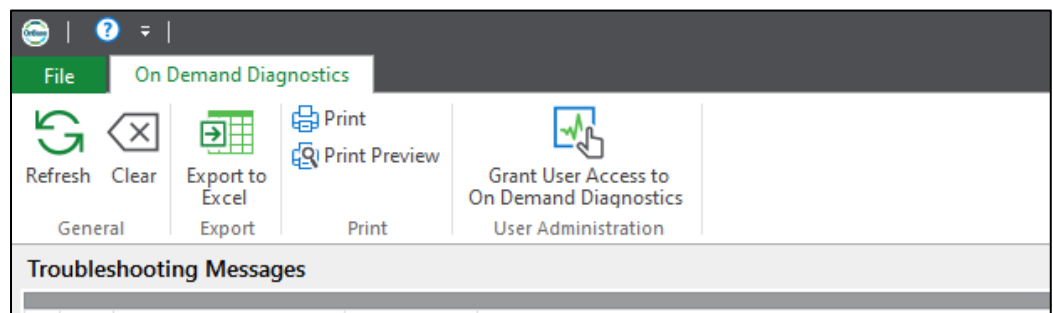 OnBase
?
File
On Demand Diagnostics
Refresh
Clear
Export to
Excel
Print
Print Preview
Grant User Access to
On Demand Diagnostics
General
Export
Print
User Administration
Troubleshooting Messages